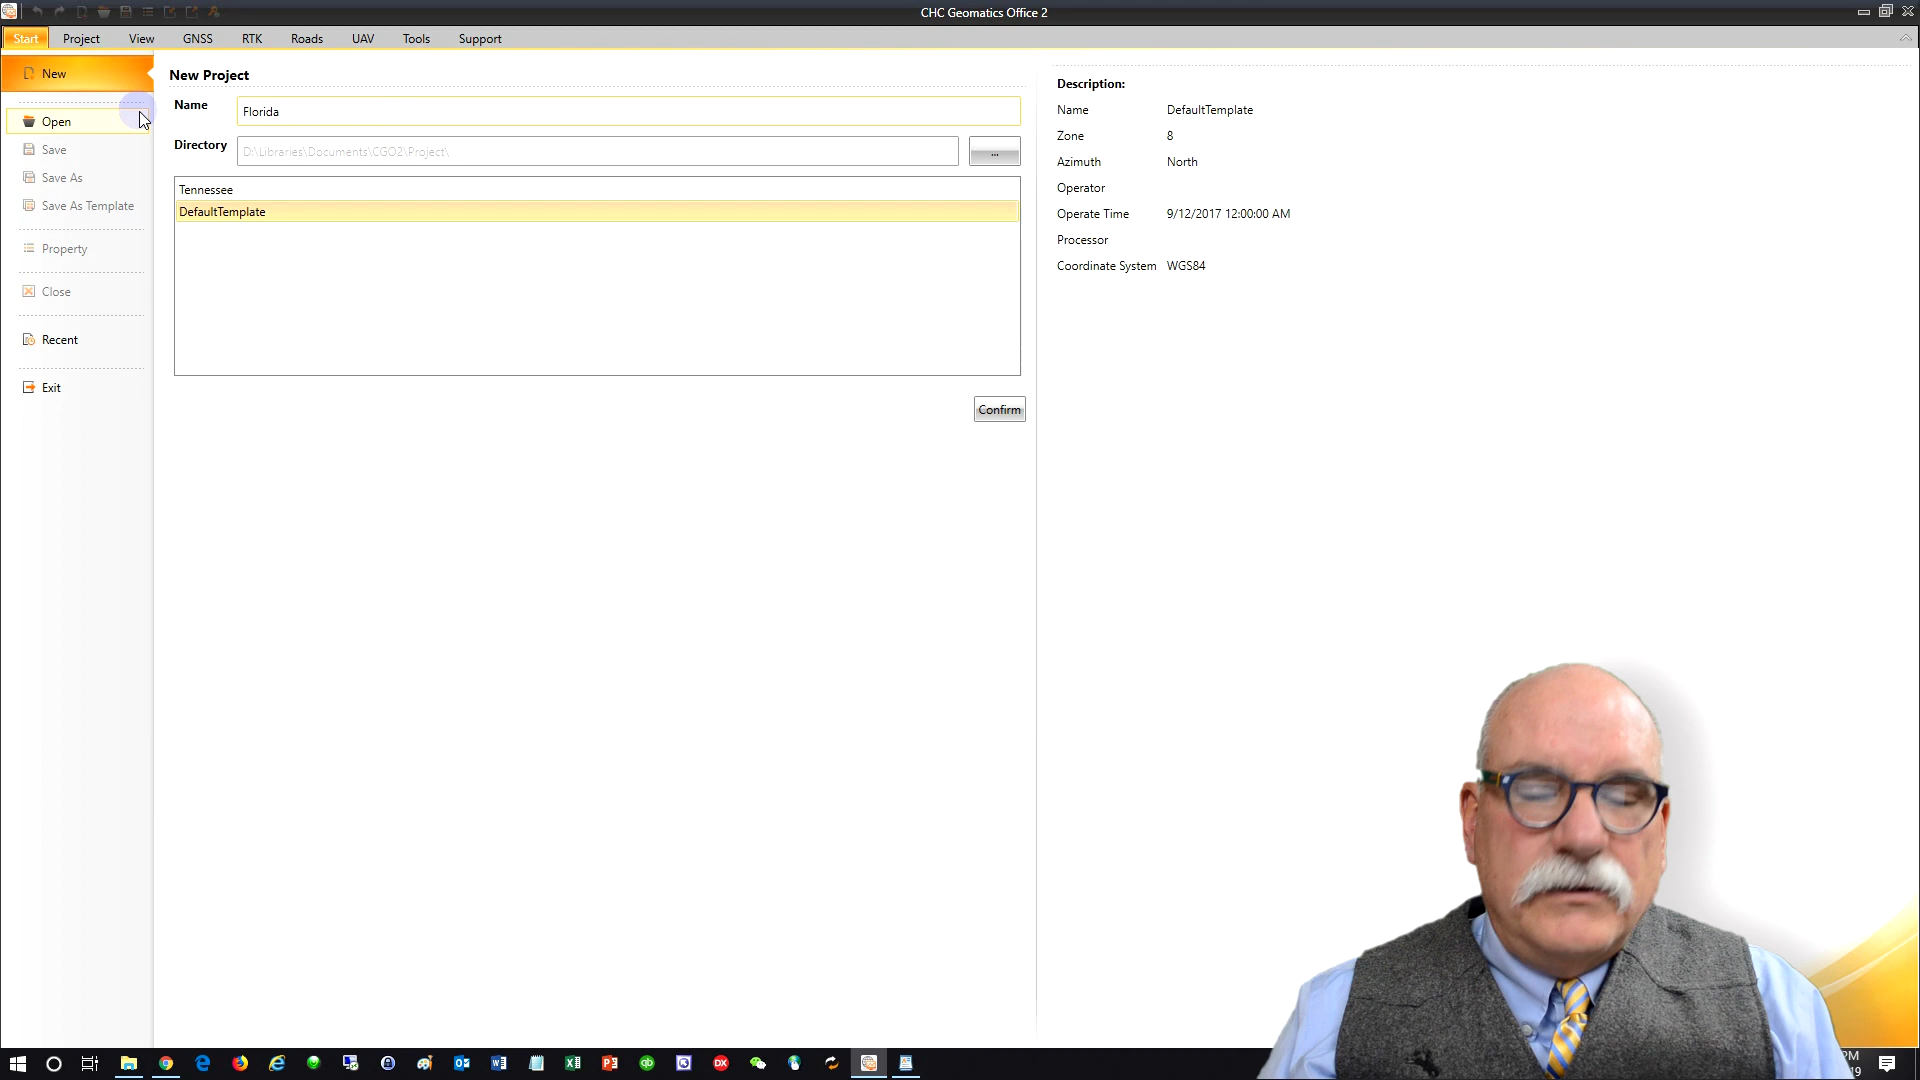 CHC Geomatics Office 2
Start Project View GNSS RTK Roads UAV Tools Support
New
Open
Save
Save As
Save As Template
Property
Close
Recent
Exit
New Project
Name Florida
Directory D:\Libraries\Documents\CGO2\Project\ ...
Tennessee
DefaultTemplate
Confirm
Description:
Name DefaultTemplate
Zone 8
Azimuth North
Operator
Operate Time 9/12/2017 12:00:00 AM
Processor
Coordinate System WGS84
PM
19